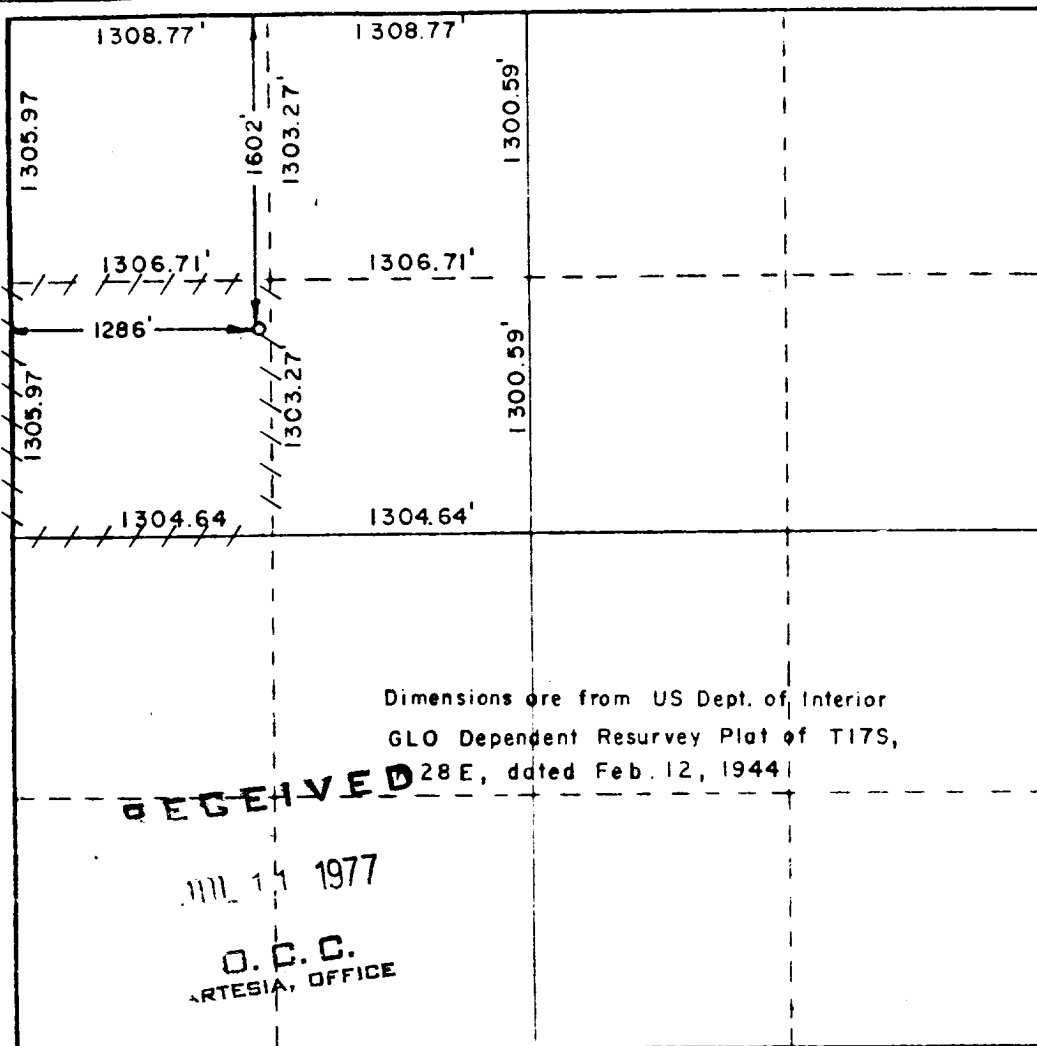 1308.77' 1308.77'
1305.97
1602'
1303.27'
1300.59'
1306.71' 1306.71'
1286'
1305.97'
1303.27'
1300.59'
1304.64 1304.64'
Dimensions are from US Dept. of Interior
GLO Dependent Resurvey Plat of T17S,
28E, dated Feb. 12, 1944
RECEIVED
11 1977
O. C. C.
ARTESIA, OFFICE